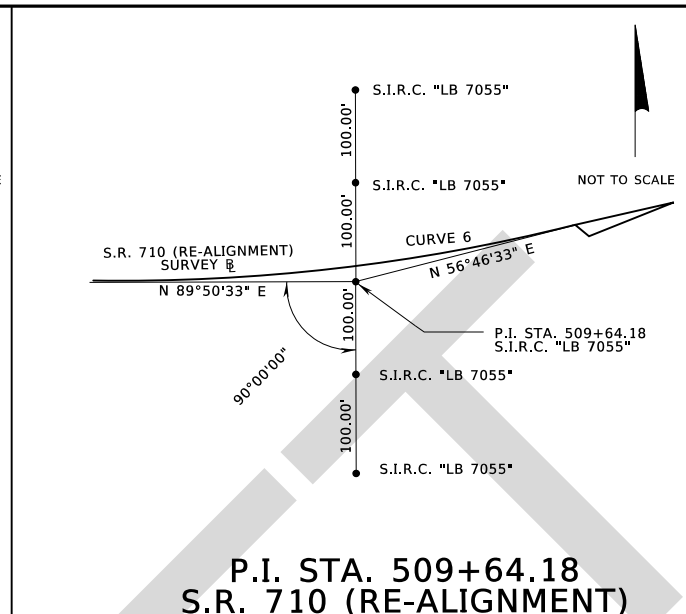 S.I.R.C. "LB 7055"
100.00'
S.I.R.C. "LB 7055"
NOT TO SCALE
100.00'
S.R. 710 (RE-ALIGNMENT)
SURVEY BL
CURVE 6
N 56°46'33" E
N 89°50'33" E
100.00'
P.I. STA. 509+64.18
S.I.R.C. "LB 7055"
90°00'00"
S.I.R.C. "LB 7055"
100.00'
S.I.R.C. "LB 7055"
P.I. STA. 509+64.18
S.R. 710 (RE-ALIGNMENT)